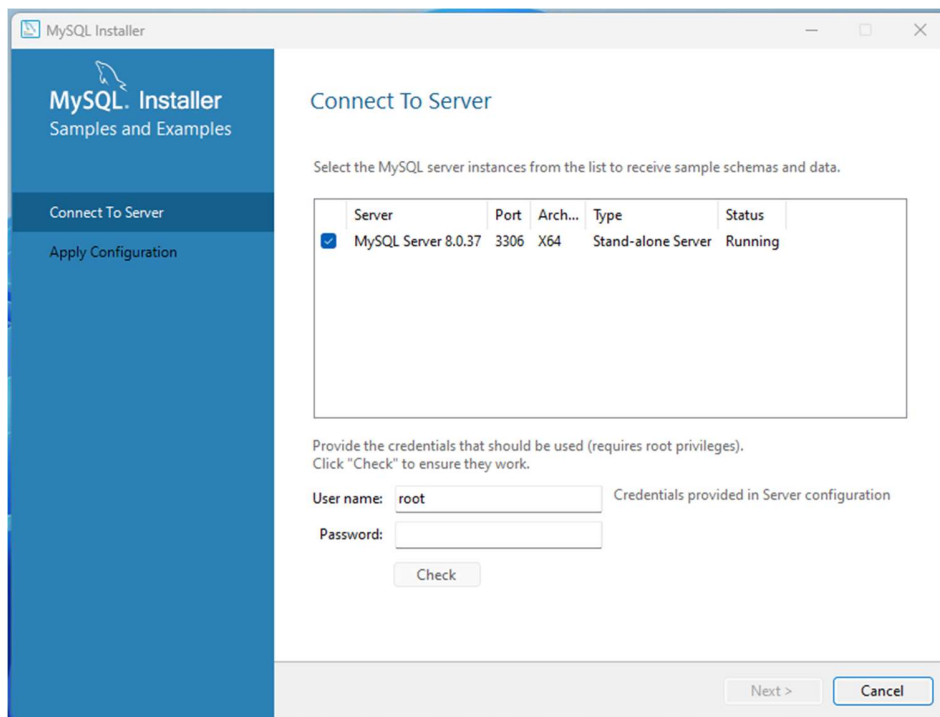 MySQL Installer
MySQL. Installer
Samples and Examples
Connect To Server
Apply Configuration
Connect To Server
Select the MySQL server instances from the list to receive sample schemas and data.
Server Port Arch... Type Status
MySQL Server 8.0.37 3306 X64 Stand-alone Server Running
Provide the credentials that should be used (requires root privileges).
Click "Check" to ensure they work.
User name: root Credentials provided in Server configuration
Password:
Check
Next > Cancel